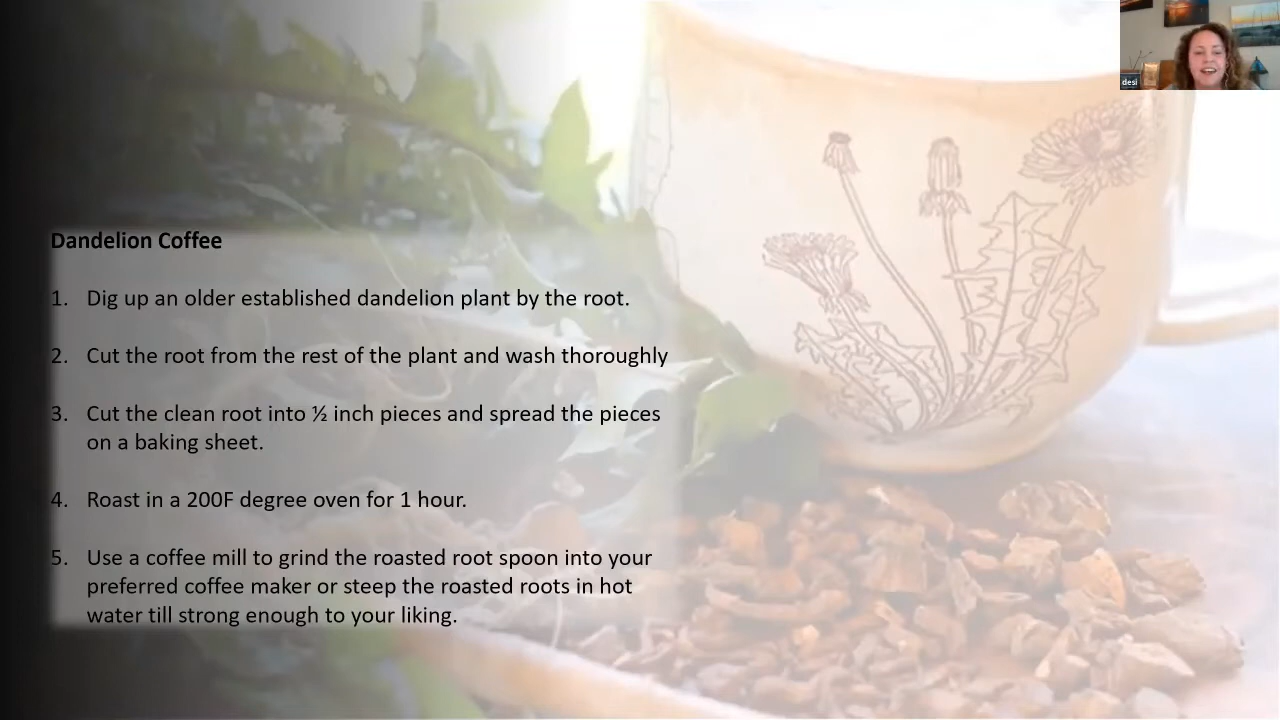 desi
Dandelion Coffee
1. Dig up an older established dandelion plant by the root.
2. Cut the root from the rest of the plant and wash thoroughly
3. Cut the clean root into ½ inch pieces and spread the pieces
on a baking sheet.
4. Roast in a 200F degree oven for 1 hour.
5. Use a coffee mill to grind the roasted root spoon into your
preferred coffee maker or steep the roasted roots in hot
water till strong enough to your liking.